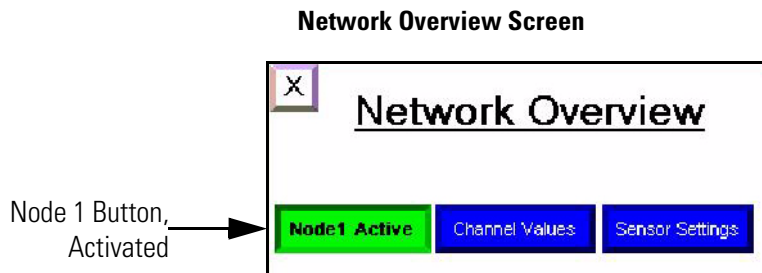 Network Overview Screen
X
Network Overview
Node 1 Button,
Activated
Node1 Active Channel Values Sensor Settings